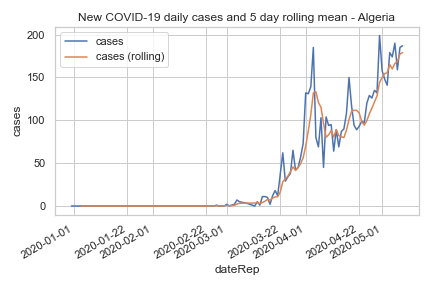 New COVID-19 daily cases and 5 day rolling mean - Algeria
cases
cases (rolling)
200
150
100
50
0
cases
2020-01-01
2020-01-22
2020-02-01
2020-02-22
2020-03-01
2020-03-22
2020-04-01
2020-04-22
2020-05-01
dateRep